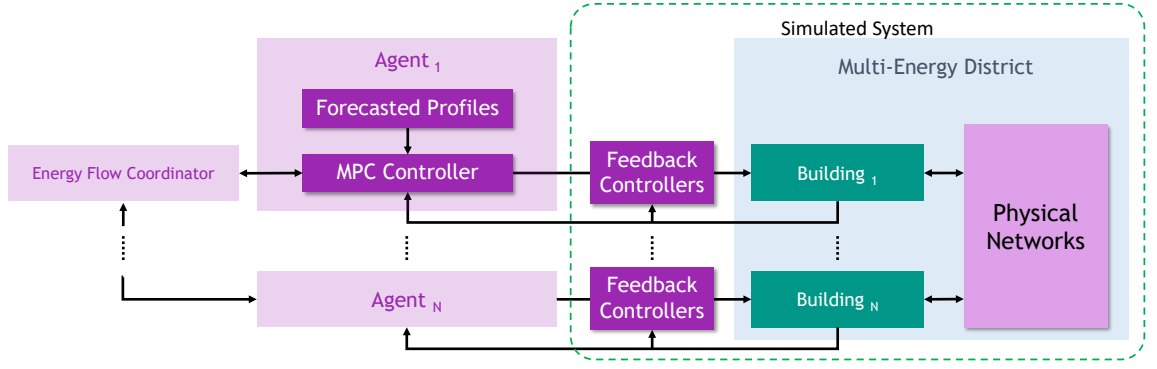 Simulated System
Agent 1
Multi-Energy District
Forecasted Profiles
Energy Flow Coordinator
MPC Controller
Feedback
Controllers
Building 1
Physical
Networks
Agent N
Feedback
Controllers
Building N